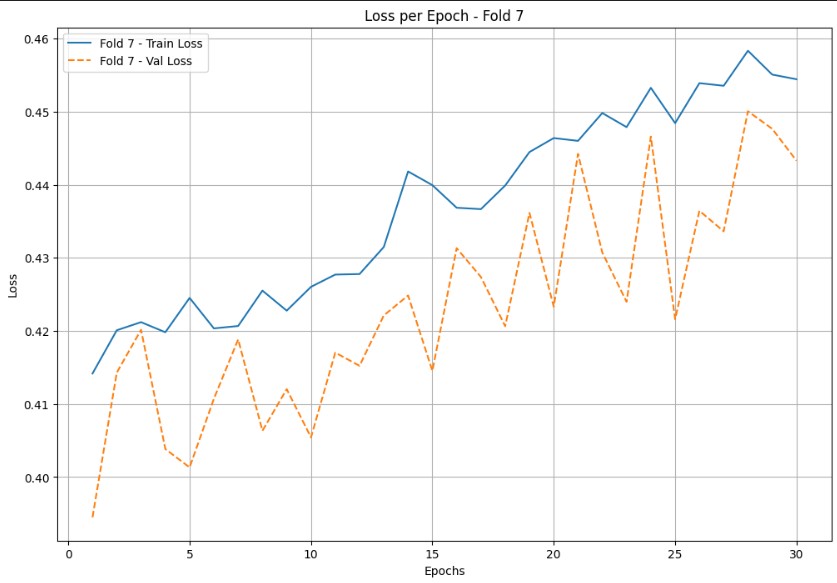 Loss per Epoch - Fold 7
Fold 7 - Train Loss
Fold 7 - Val Loss
Loss
0.46
0.45
0.44
0.43
0.42
0.41
0.40
0 5 10 15 20 25 30
Epochs